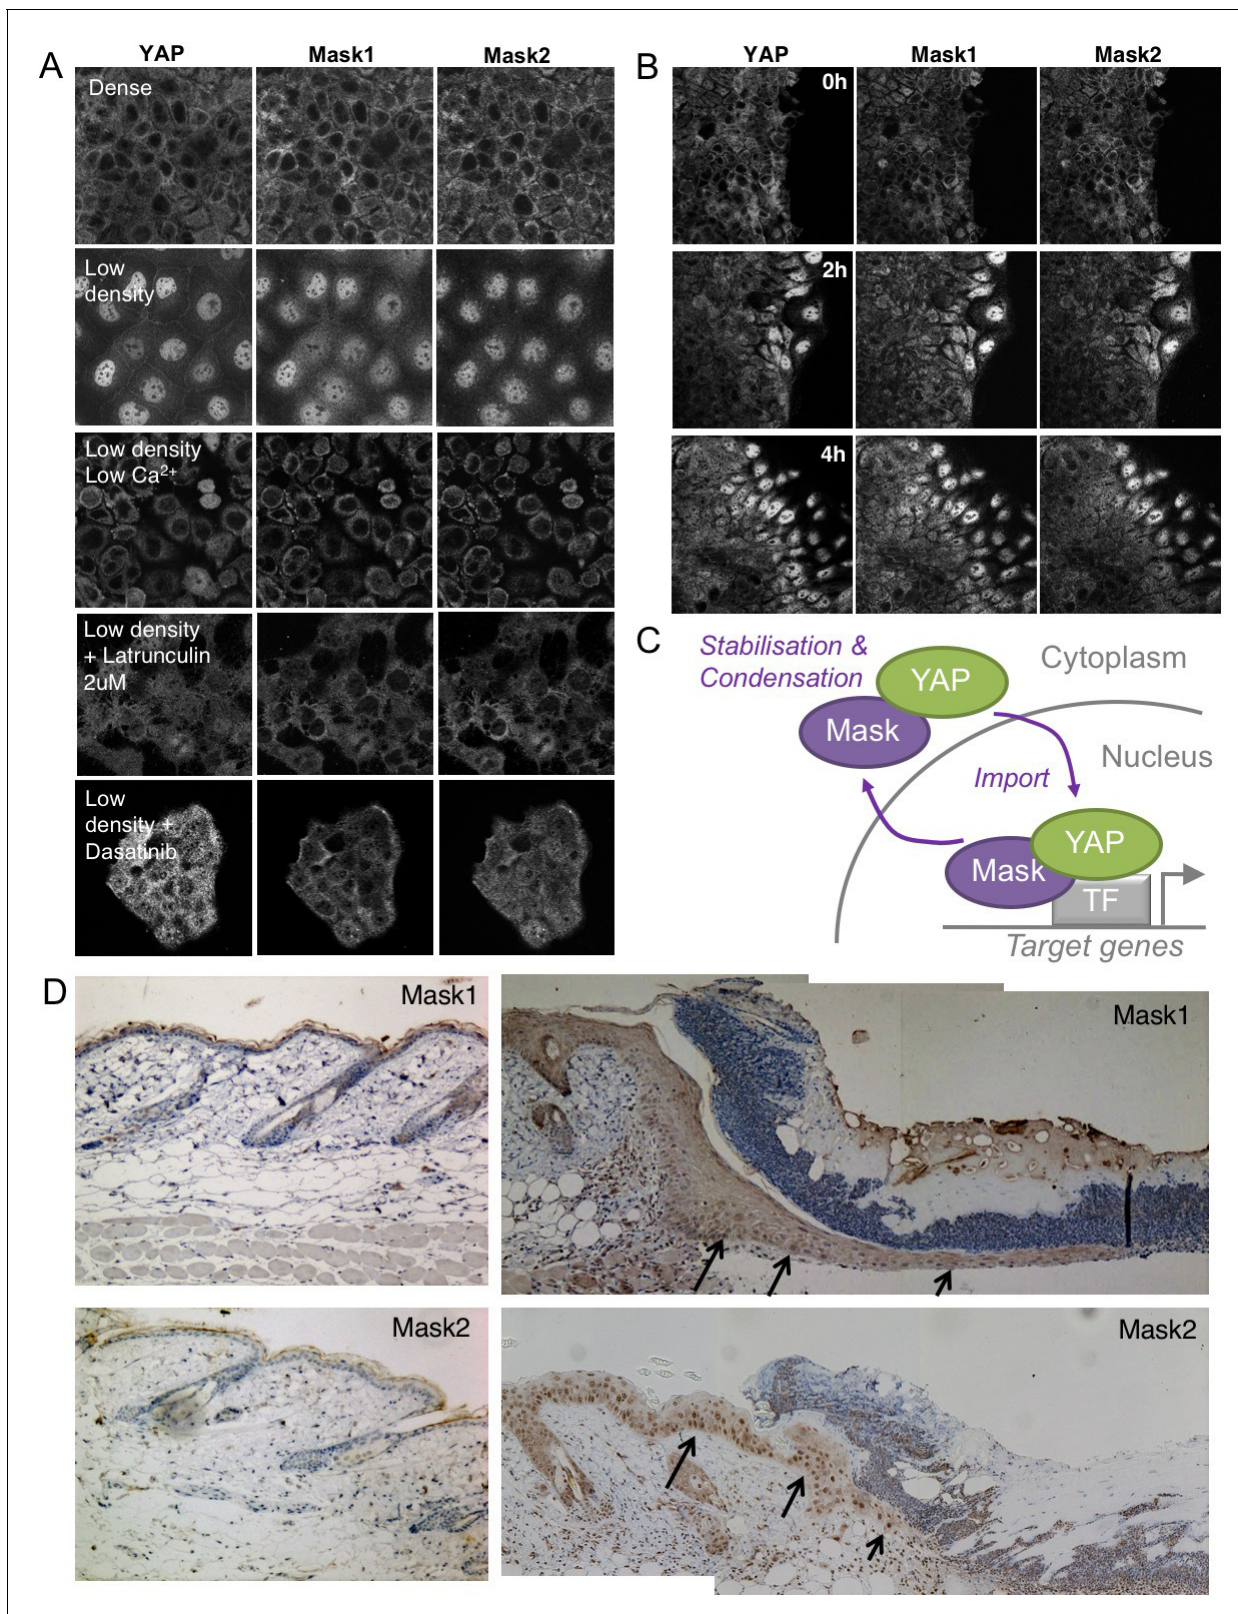 A
YAP
Mask1
Mask2
Dense
Low
density
Low density
Low Ca²⁺
Low density
+ Latrunculin
2uM
Low
density +
Dasatinib
B
YAP
Mask1
Mask2
0h
2h
4h
C
Stabilisation &
Condensation
YAP
Mask
Cytoplasm
Nucleus
Import
YAP
Mask
TF
Target genes
D
Mask1
Mask1
Mask2
Mask2